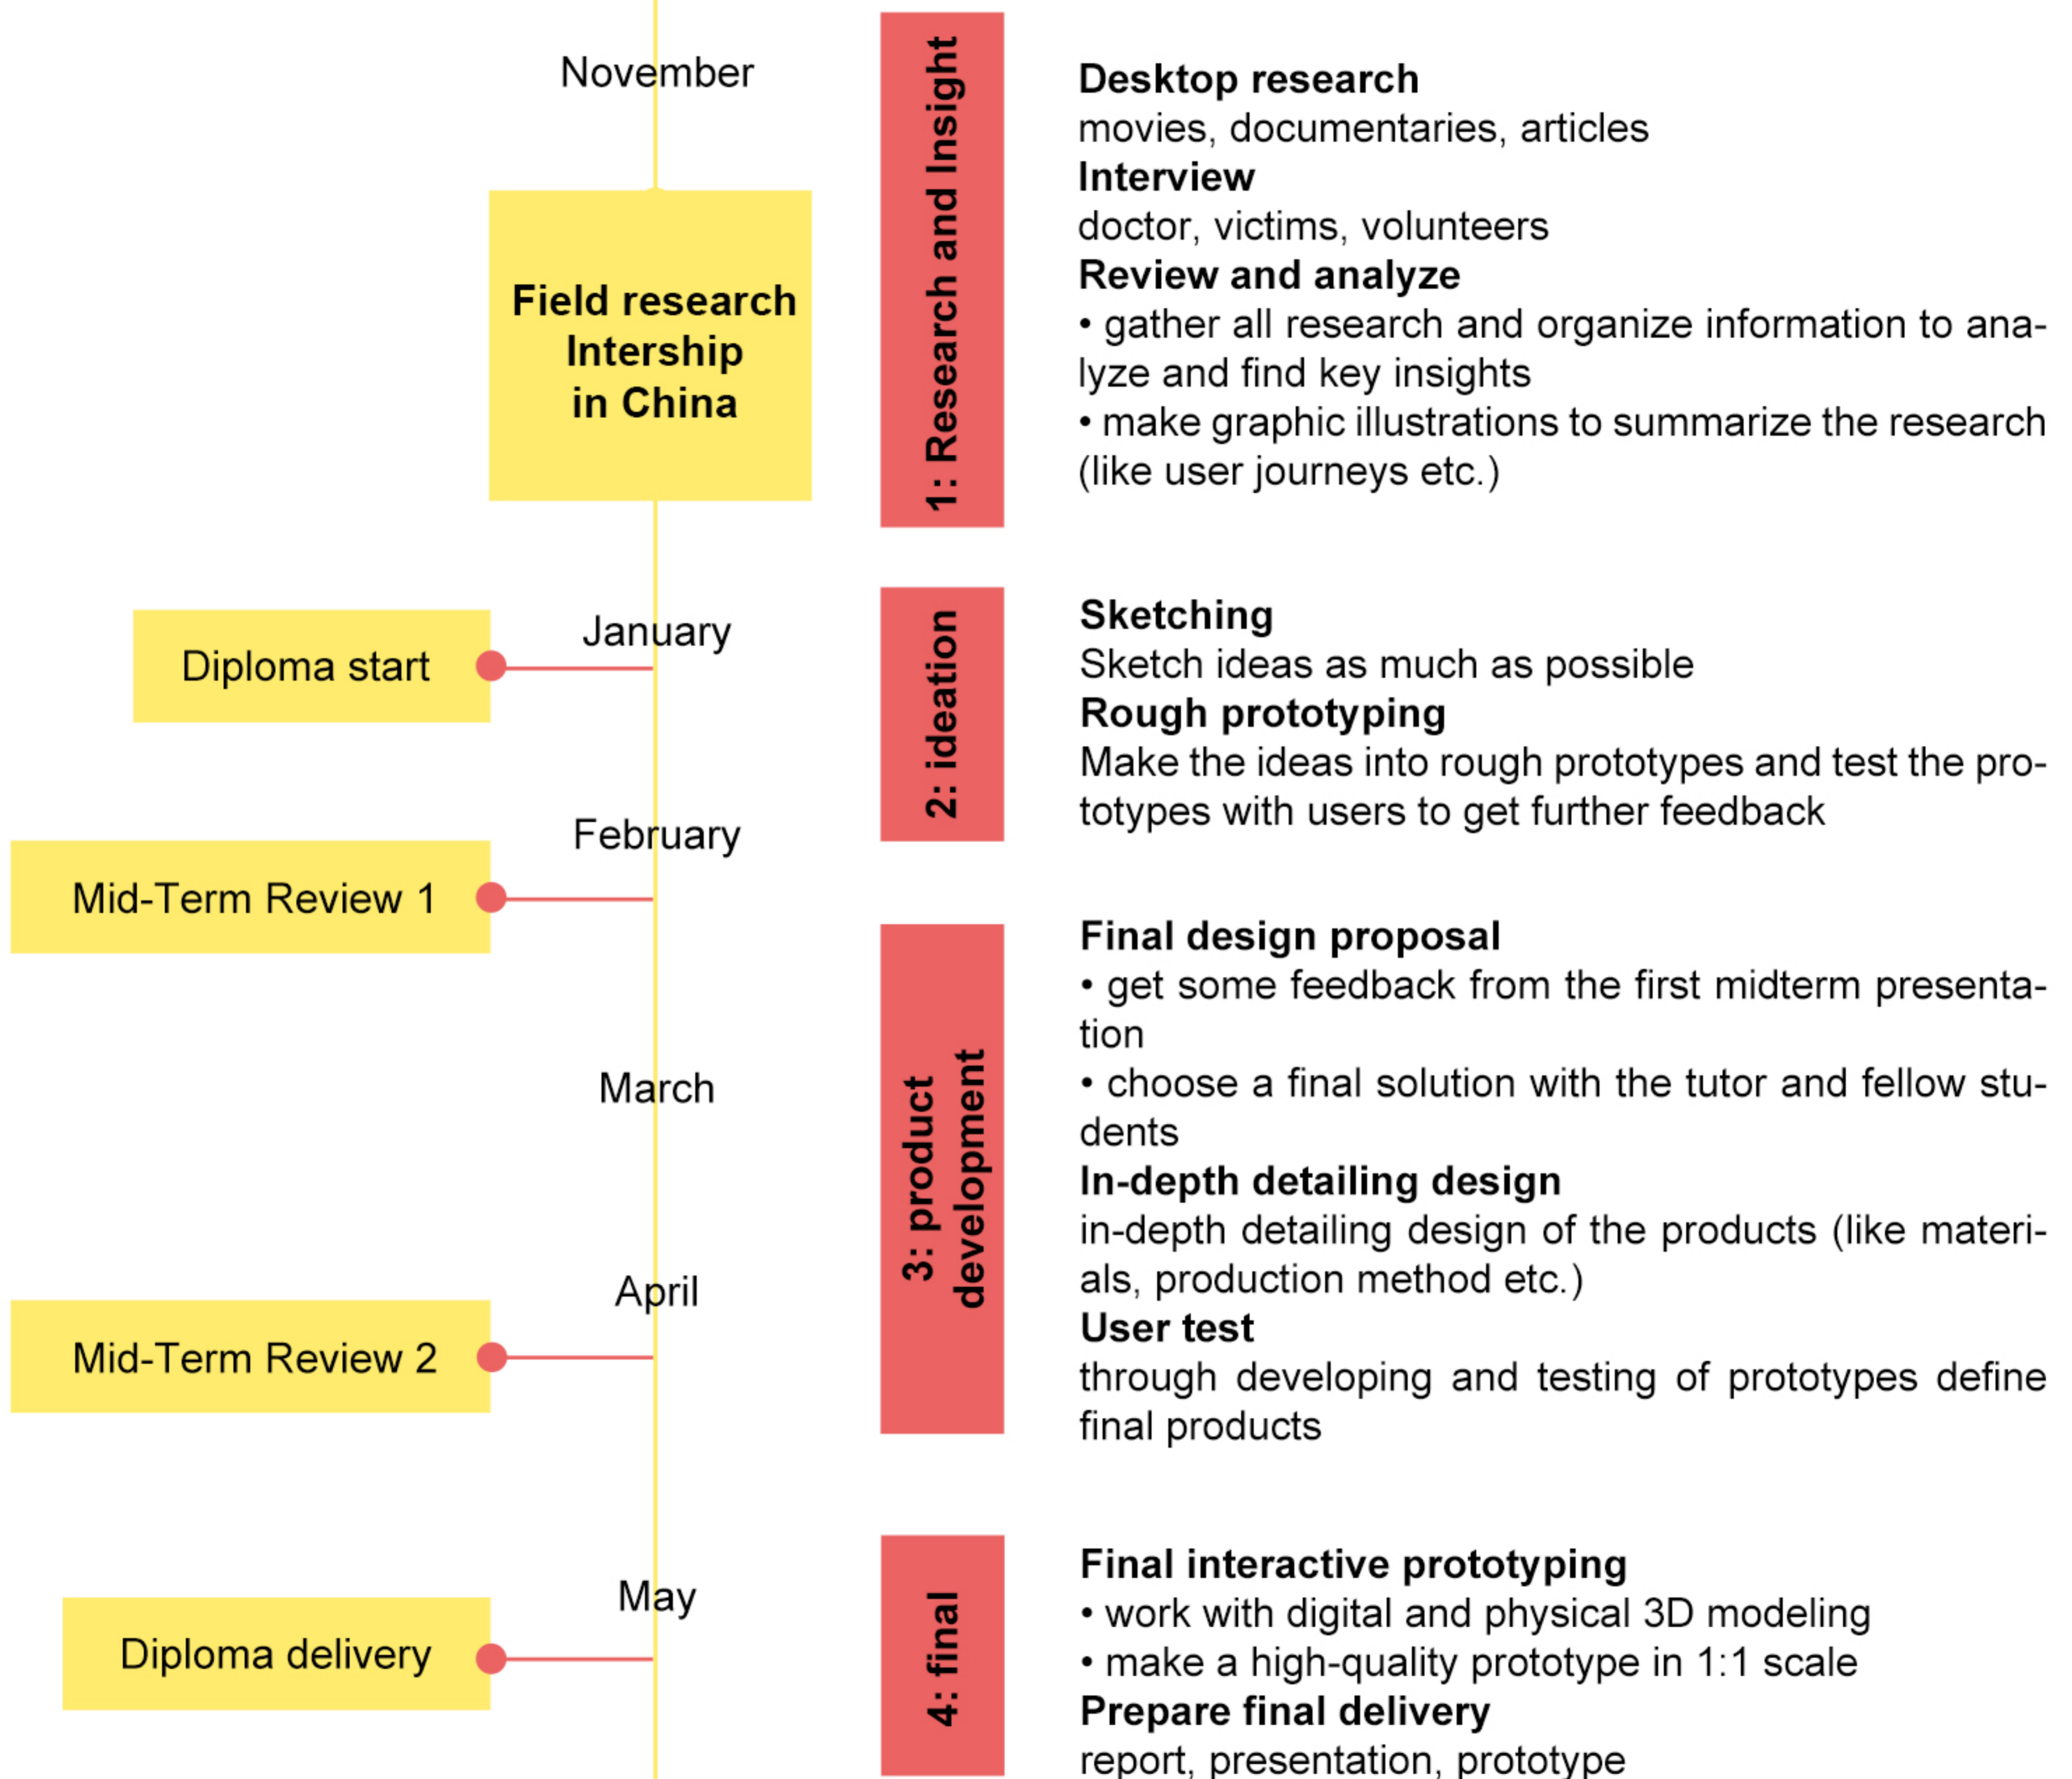 November
Field research
Intership
in China
January
Diploma start
February
Mid-Term Review 1
March
April
Mid-Term Review 2
May
Diploma delivery
1: Research and Insight
Desktop research
movies, documentaries, articles
Interview
doctor, victims, volunteers
Review and analyze
• gather all research and organize information to ana-
lyze and find key insights
• make graphic illustrations to summarize the research
(like user journeys etc.)
2: ideation
Sketching
Sketch ideas as much as possible
Rough prototyping
Make the ideas into rough prototypes and test the pro-
totypes with users to get further feedback
3: product
development
Final design proposal
• get some feedback from the first midterm presenta-
tion
• choose a final solution with the tutor and fellow stu-
dents
In-depth detailing design
in-depth detailing design of the products (like materi-
als, production method etc.)
User test
through developing and testing of prototypes define
final products
4: final
Final interactive prototyping
• work with digital and physical 3D modeling
• make a high-quality prototype in 1:1 scale
Prepare final delivery
report, presentation, prototype